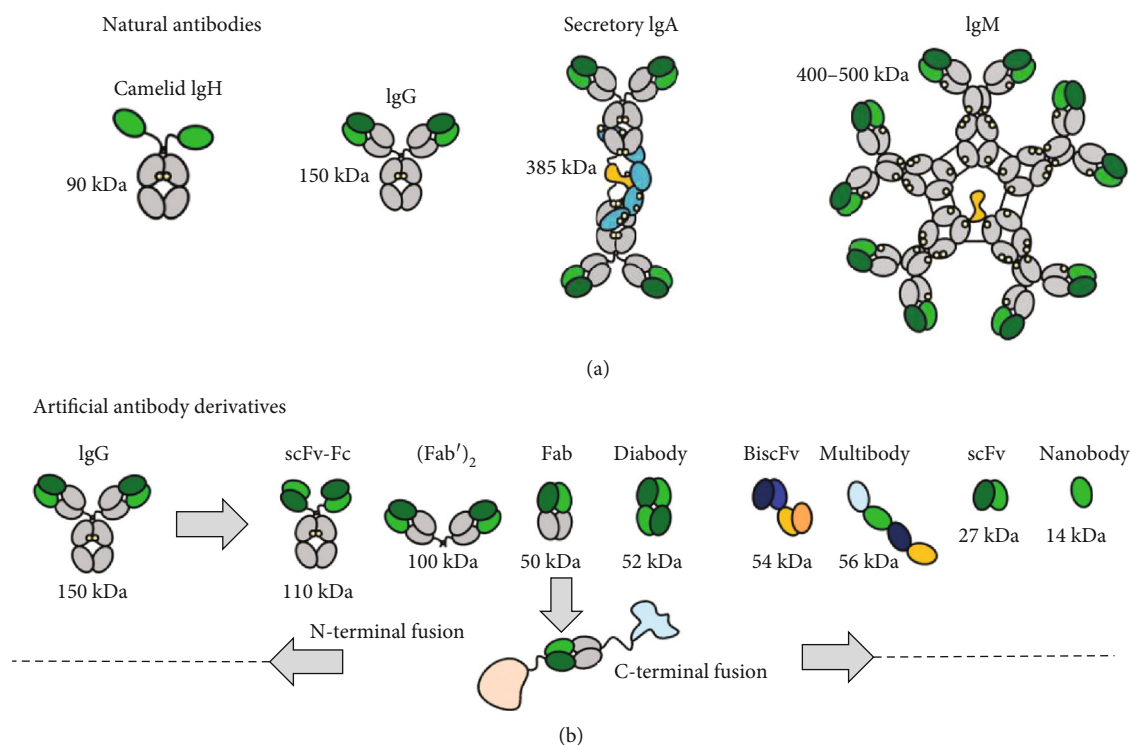 Natural antibodies
Secretory lgA
lgM
Camelid lgH
lgG
400–500 kDa
90 kDa
150 kDa
385 kDa
(a)
Artificial antibody derivatives
lgG
scFv-Fc
(Fab′)2
Fab
Diabody
BiscFv
Multibody
scFv
Nanobody
150 kDa
110 kDa
100 kDa
50 kDa
52 kDa
54 kDa
56 kDa
27 kDa
14 kDa
N-terminal fusion
C-terminal fusion
(b)